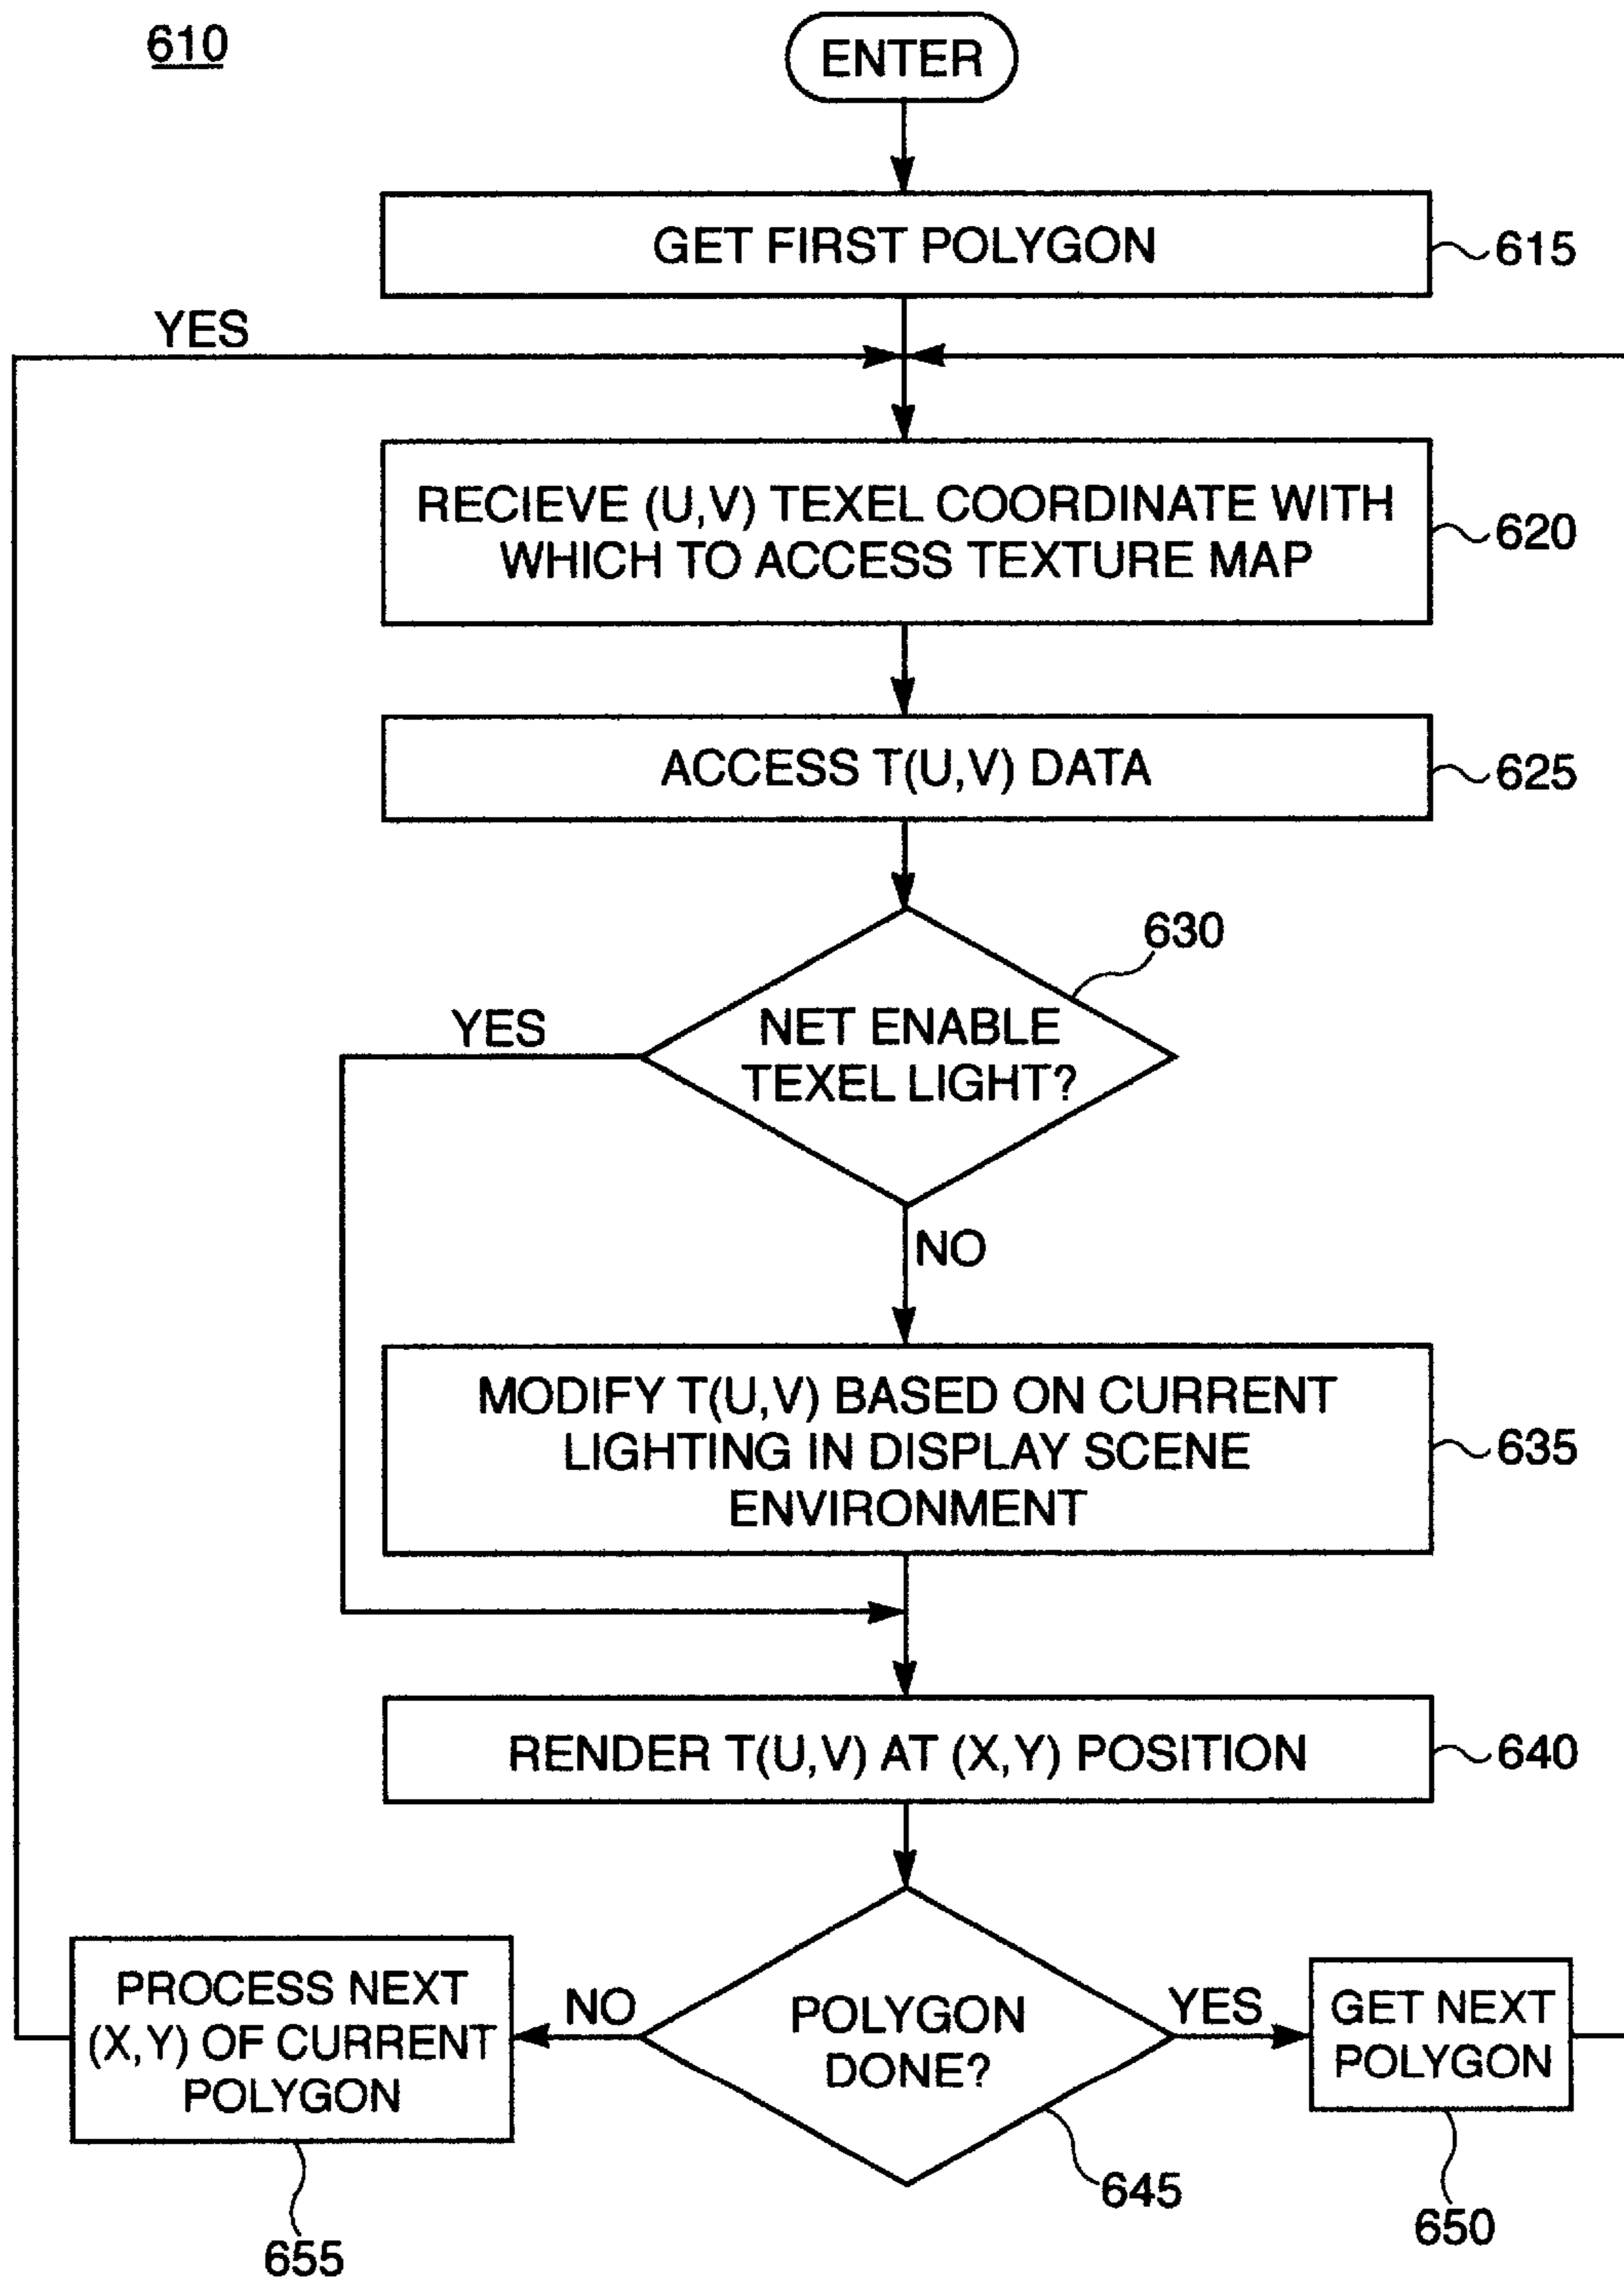 610
ENTER
GET FIRST POLYGON
615
YES
RECIEVE (U,V) TEXEL COORDINATE WITH
WHICH TO ACCESS TEXTURE MAP
620
ACCESS T(U,V) DATA
625
630
NET ENABLE
TEXEL LIGHT?
YES
NO
MODIFY T(U,V) BASED ON CURRENT
LIGHTING IN DISPLAY SCENE
ENVIRONMENT
635
RENDER T(U,V) AT (X,Y) POSITION
640
PROCESS NEXT
(X,Y) OF CURRENT
POLYGON
NO
POLYGON
DONE?
YES
GET NEXT
POLYGON
645
650
655